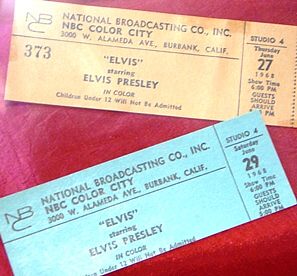 NBC
NATIONAL BROADCASTING CO., INC.
NBC COLOR CITY
3000 W. ALAMEDA AVE., BURBANK, CALIF.
373
"ELVIS"
starring
ELVIS PRESLEY
IN COLOR
Children Under 12 Will Not Be Admitted
STUDIO 4
Thursday
June
27
1968
Show Time
6:00 PM
GUESTS
SHOULD
ARRIVE
NBC
NATIONAL BROADCASTING CO., INC.
NBC COLOR CITY
3000 W. ALAMEDA AVE., BURBANK, CALIF.
"ELVIS"
starring
ELVIS PRESLEY
IN COLOR
Children Under 12 Will Not Be Admitted
STUDIO 4
Saturday
June
29
1968
Show Time
6:00 PM
GUESTS
SHOULD
ARRIVE